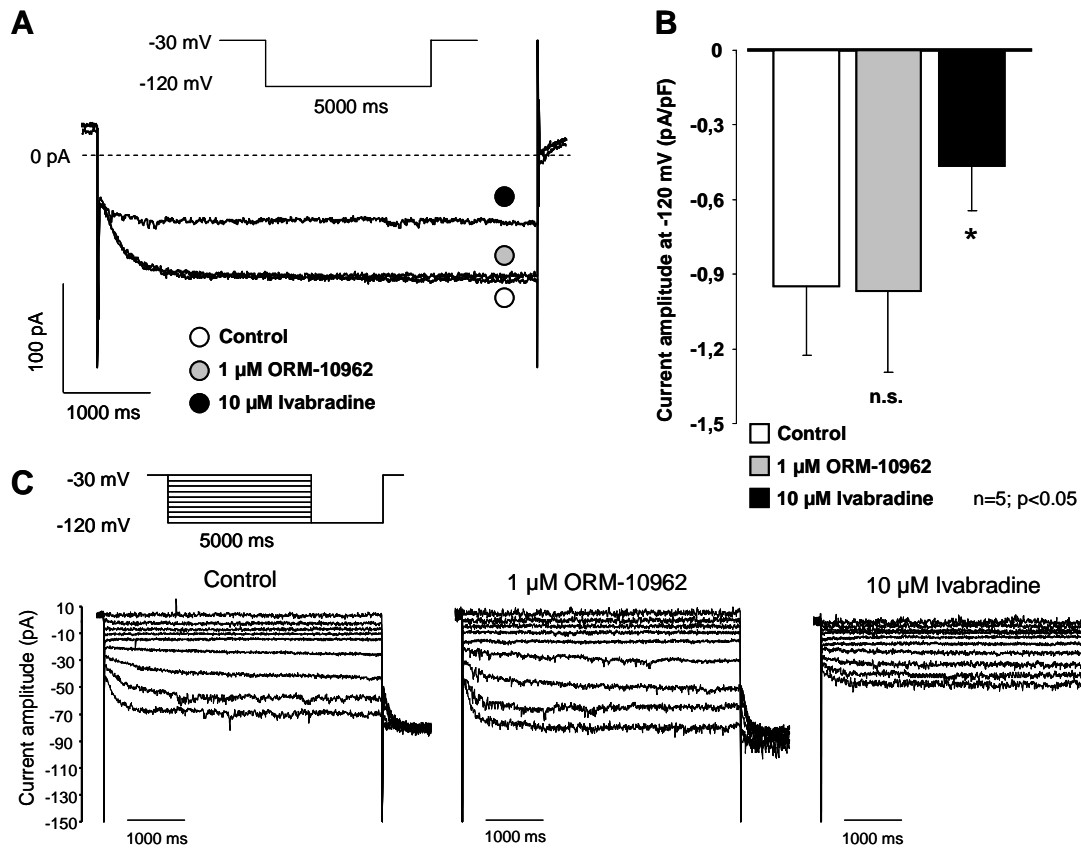 A
-30 mV
-120 mV
5000 ms
0 pA
100 pA
1000 ms
Control
1 µM ORM-10962
10 µM Ivabradine
B
Current amplitude at -120 mV (pA/pF)
0
-0,3
-0,6
-0,9
-1,2
-1,5
*
n.s.
Control
1 µM ORM-10962
10 µM Ivabradine n=5; p<0.05
C
-30 mV
-120 mV
5000 ms
Control
1 µM ORM-10962
10 µM Ivabradine
Current amplitude (pA)
10
-10
-30
-50
-70
-90
-110
-130
-150
1000 ms
1000 ms
1000 ms